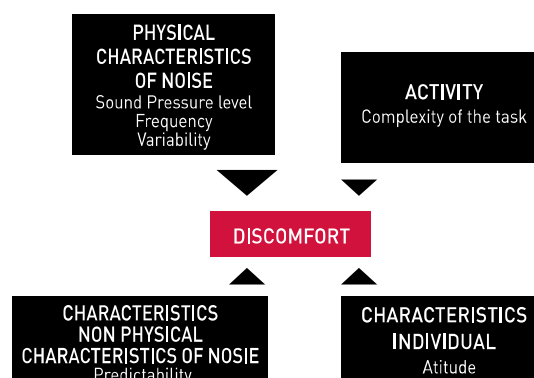 PHYSICAL
CHARACTERISTICS
OF NOISE
Sound Pressure level
Frequency
Variability
ACTIVITY
Complexity of the task
DISCOMFORT
CHARACTERISTICS
NON PHYSICAL
CHARACTERISTICS OF NOSIE
Predictability
CHARACTERISTICS
INDIVIDUAL
Atitude